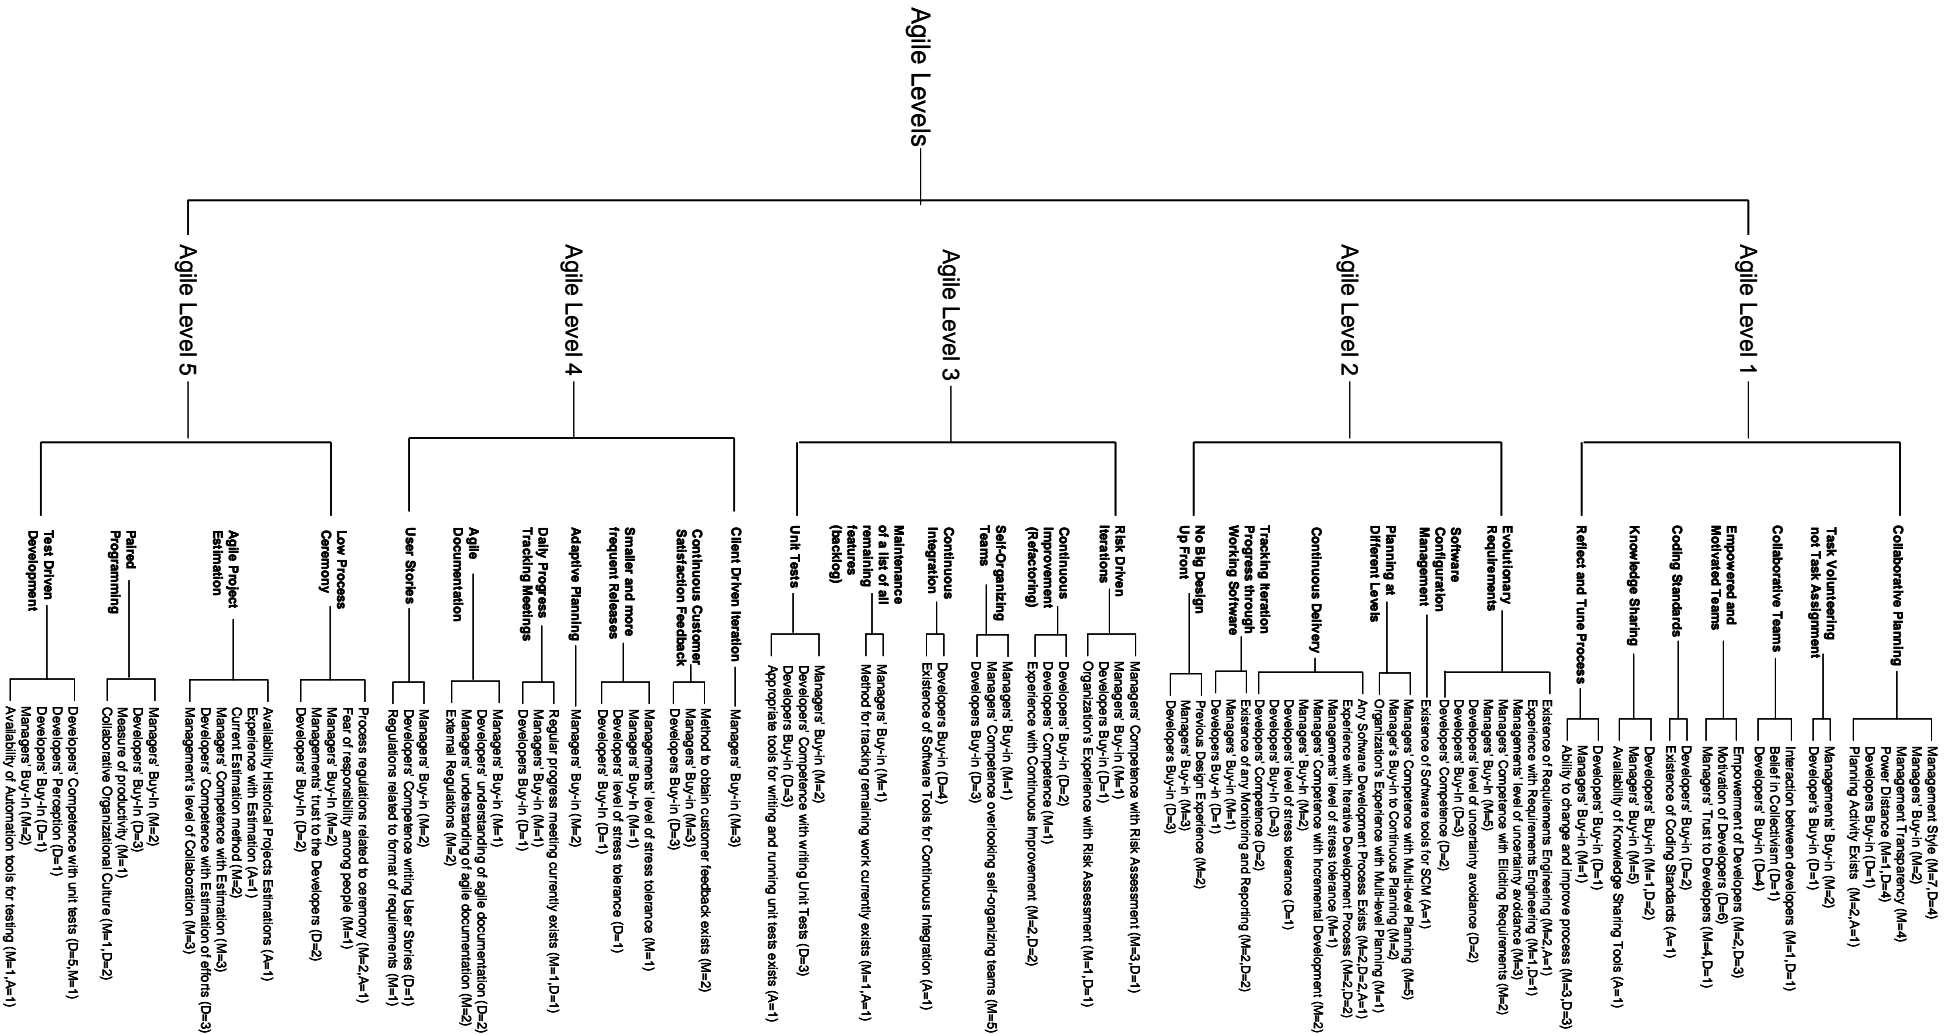 Agile Levels
Agile Level 1
Collaborative Planning
Management Style (M=7,D=4)
Managers' Buy-in (M=2)
Management Transparency (M=4)
Power Distance (M=1,D=4)
Developers Buy-in (D=1)
Planning Activity Exists (M=2,A=1)
Task Volunteering
not Task Assignment
Managements' Buy-in (M=2)
Developer's Buy-in (D=1)
Collaborative Teams
Interaction between developers (M=1,D=1)
Belief in Collectivism (D=1)
Developers' Buy-in (D=4)
Empowered and
Motivated Teams
Empowerment of Developers (M=2,D=3)
Motivation of Developers (D=6)
Managers' Trust to Developers (M=4,D=1)
Coding Standards
Developers' Buy-in (D=2)
Existence of Coding Standards (A=1)
Knowledge Sharing
Developers' Buy-in (M=1,D=2)
Managers' Buy-in (M=5)
Availability of Knowledge Sharing Tools (A=1)
Reflect and Tune Process
Developers' Buy-in (D=1)
Managers' Buy-in (M=1)
Ability to change and improve process (M=3,D=3)
Agile Level 2
Evolutionary
Requirements
Existence of Requirements Engineering (M=2,A=1)
Experience with Requirements Engineering (M=1,D=1)
Managements' level of uncertainty avoidance (M=3)
Managers' Competence with Eliciting Requirements (M=2)
Managers' Buy-in (M=5)
Developers' level of uncertainty avoidance (D=2)
Developers' Buy-In (D=3)
Developers' Competence (D=2)
Software
Configuration
Management
Existence of Software tools for SCM (A=1)
Planning at
Different Levels
Managers' Competence with Multi-level Planning (M=5)
Manager's Buy-in to Continuous Planning (M=2)
Organization's Experience with Multi-level Planning (M=1)
Continuous Delivery
Any Software Development Process Exists (M=2,D=2,A=1)
Experience with Iterative Development Process (M=2,D=2)
Managements' level of stress tolerance (M=1)
Managers' Competence with Incremental Development (M=2)
Managers' Buy-in (M=2)
Developers' level of stress tolerance (D=1)
Developers' Buy-In (D=3)
Developers' Competence (D=2)
Tracking Iteration
Progress through
Working Software
Existence of any Monitoring and Reporting (M=2,D=2)
Managers' Buy-in (M=1)
Developers Buy-in (D=1)
No Big Design
Up Front
Previous Design Experience (M=2)
Managers' Buy-in (M=3)
Developers Buy-in (D=3)
Agile Level 3
Risk Driven
Iterations
Managers' Competence with Risk Assessment (M=3,D=1)
Managers' Buy-in (M=1)
Developers Buy-in (D=1)
Organization's Experience with Risk Assessment (M=1,D=1)
Continuous
Improvement
(Refactoring)
Developers' Buy-in (D=2)
Developers' Competence (M=1)
Experience with Continuous Improvement (M=2,D=2)
Self-Organizing
Teams
Managers' Buy-in (M=1)
Managers' Competence overlooking self-organizing teams (M=5)
Developers Buy-in (D=3)
Continuous
Integration
Developers Buy-in (D=4)
Existence of Software Tools for Continuous Integration (A=1)
Maintenance
of a list of all
remaining
features
(backlog)
Managers' Buy-in (M=1)
Method for tracking remaining work currently exists (M=1,A=1)
Unit Tests
Managers' Buy-in (M=2)
Developers' Competence with writing Unit Tests (D=3)
Developers Buy-in (D=3)
Appropriate tools for writing and running unit tests exists (A=1)
Agile Level 4
Client Driven Iteration
Managers' Buy-in (M=3)
Continuous Customer
Satisfaction Feedback
Method to obtain customer feedback exists (M=2)
Managers' Buy-in (M=3)
Developers Buy-in (D=3)
Smaller and more
frequent Releases
Managements' level of stress tolerance (M=1)
Managers' Buy-in (M=1)
Developers' level of stress tolerance (D=1)
Developers' Buy-In (D=1)
Adaptive Planning
Managers' Buy-in (M=2)
Daily Progress
Tracking Meetings
Regular progress meeting currently exists (M=1,D=1)
Managers' Buy-in (M=1)
Developers Buy-in (D=1)
Agile
Documentation
Managers' Buy-in (M=1)
Developers' understanding of agile documentation (D=2)
Managers' understanding of agile documentation (M=2)
External Regulations (M=2)
User Stories
Managers' Buy-in (M=2)
Developers' Competence writing User Stories (D=1)
Regulations related to format of requirements (M=1)
Agile Level 5
Low Process
Ceremony
Process regulations related to ceremony (M=2,A=1)
Fear of responsibility among people (M=1)
Managers' Buy-In (M=2)
Managements' trust to the Developers (D=2)
Developers' Buy-In (D=2)
Agile Project
Estimation
Availability Historical Projects Estimations (A=1)
Experience with Estimation (A=1)
Current Estimation method (M=2)
Managers' Competence with Estimation (M=3)
Developers' Competence with Estimation of efforts (D=3)
Management's level of Collaboration (M=3)
Paired
Programming
Managers' Buy-In (M=2)
Developers' Buy-In (D=3)
Measure of productivity (M=1)
Collaborative Organizational Culture (M=1,D=2)
Test Driven
Development
Developers' Competence with unit tests (D=5,M=1)
Developers' Perception (D=1)
Developers' Buy-In (D=1)
Managers' Buy-In (M=2)
Availability of Automation tools for testing (M=1,A=1)